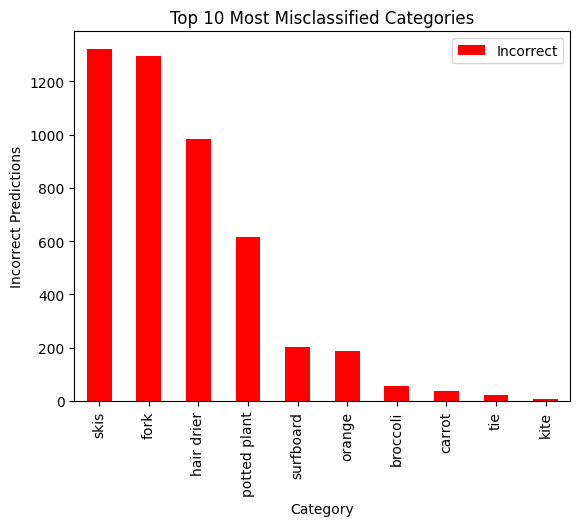 Top 10 Most Misclassified Categories
Incorrect
Incorrect Predictions
1200
1000
800
600
400
200
0
skis
fork
hair drier
potted plant
surfboard
orange
broccoli
carrot
tie
kite
Category